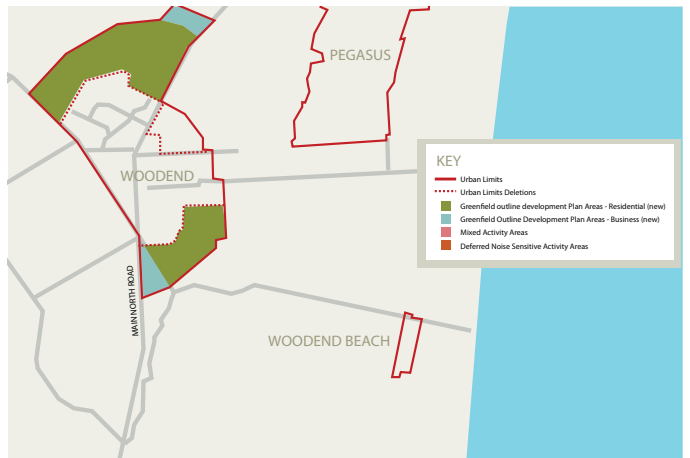 PEGASUS
KEY
Urban Limits
Urban Limits Deletions
Greenfield outline development Plan Areas - Residential (new)
Greenfield Outline Development Plan Areas - Business (new)
Mixed Activity Areas
Deferred Noise Sensitive Activity Areas
WOODEND
MAIN NORTH ROAD
WOODEND BEACH